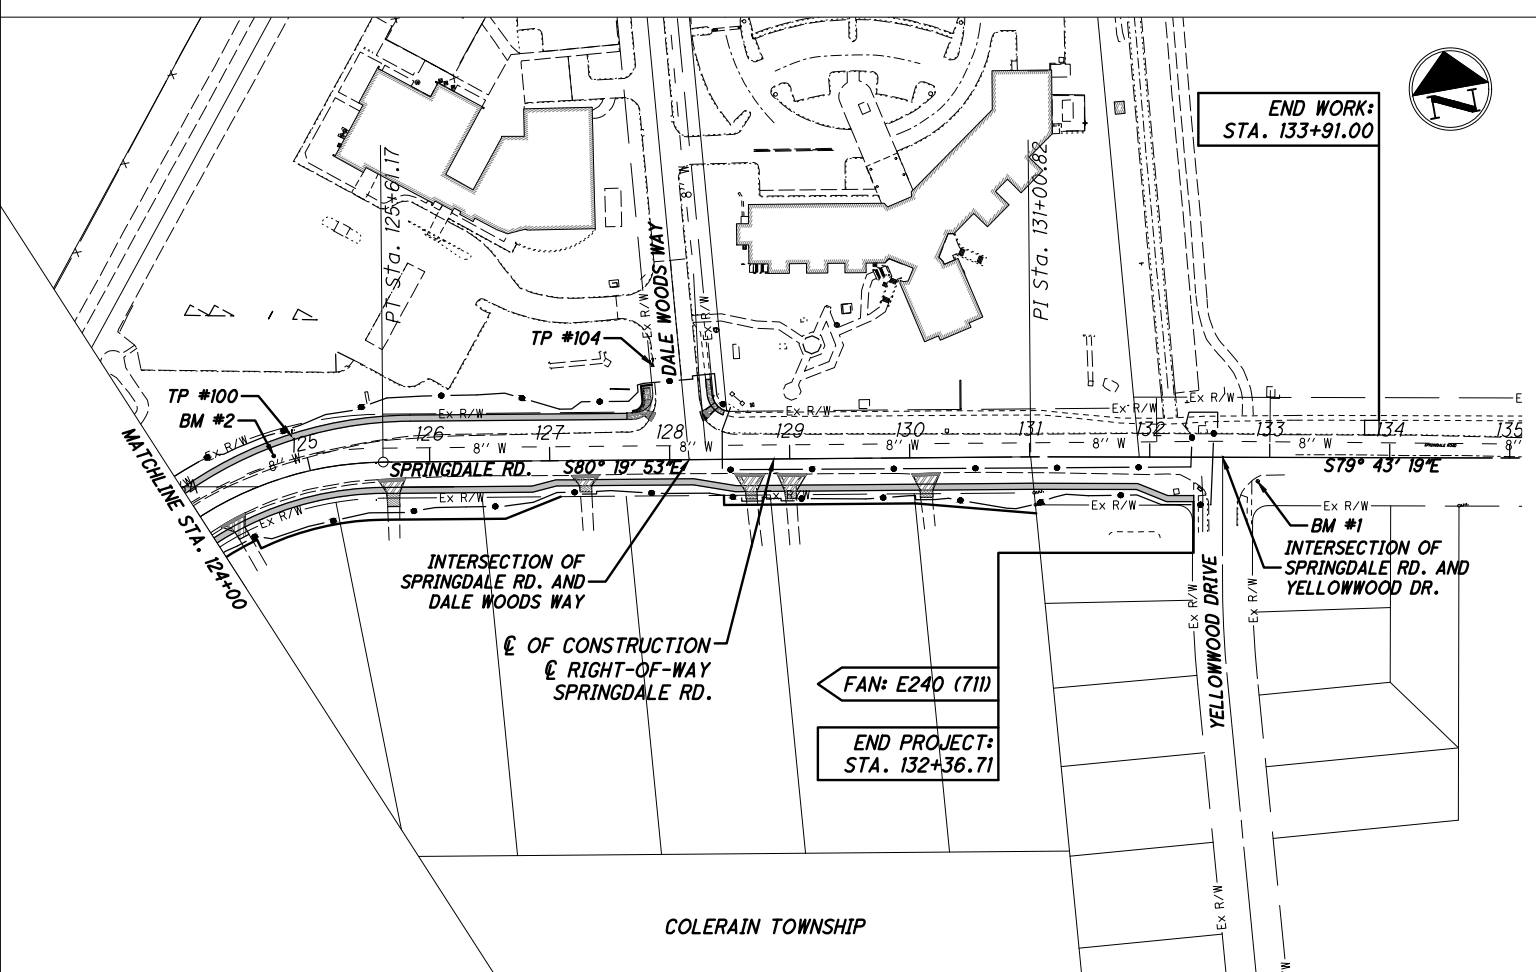 END WORK:
STA. 133+91.00
N
PT Sta. 125+61.17
DALE WOODS WAY
8'' W
PI Sta. 131+00.82
Ex R/W
Ex R/W
TP #104
TP #100
BM #2
Ex R/W
Ex R/W
Ex R/W
Ex R/W
Ex R/W
E
125
126
127
128
129
130
131
132
133
134
135
8'' W
8'' W
8'' W
8'' W
8'' W
8'' W
8''
MATCHLINE STA. 124+00
SPRINGDALE RD.
S80° 19' 53"E
S79° 43' 19"E
Ex R/W
Ex R/W
Ex R/W
Ex R/W
Ex R/W
BM #1
INTERSECTION OF
SPRINGDALE RD. AND
DALE WOODS WAY
INTERSECTION OF
SPRINGDALE RD. AND
YELLOWWOOD DR.
℄ OF CONSTRUCTION
℄ RIGHT-OF-WAY
SPRINGDALE RD.
YELLOWWOOD DRIVE
Ex R/W
Ex R/W
FAN: E240 (711)
END PROJECT:
STA. 132+36.71
Ex R/W
COLERAIN TOWNSHIP